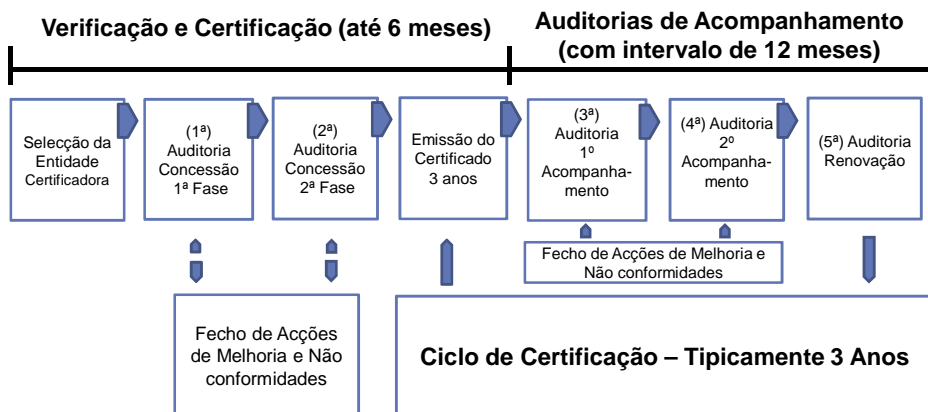 Verificação e Certificação (até 6 meses)
Auditorias de Acompanhamento
(com intervalo de 12 meses)
Selecção da
Entidade
Certificadora
(1ª)
Auditoria
Concessão
1ª Fase
(2ª)
Auditoria
Concessão
2ª Fase
Emissão do
Certificado
3 anos
(3ª)
Auditoria
1º
Acompanha-
mento
(4ª) Auditoria
2º
Acompanha-
mento
(5ª) Auditoria
Renovação
Fecho de Acções de Melhoria e
Não conformidades
Fecho de Acções
de Melhoria e Não
conformidades
Ciclo de Certificação – Tipicamente 3 Anos